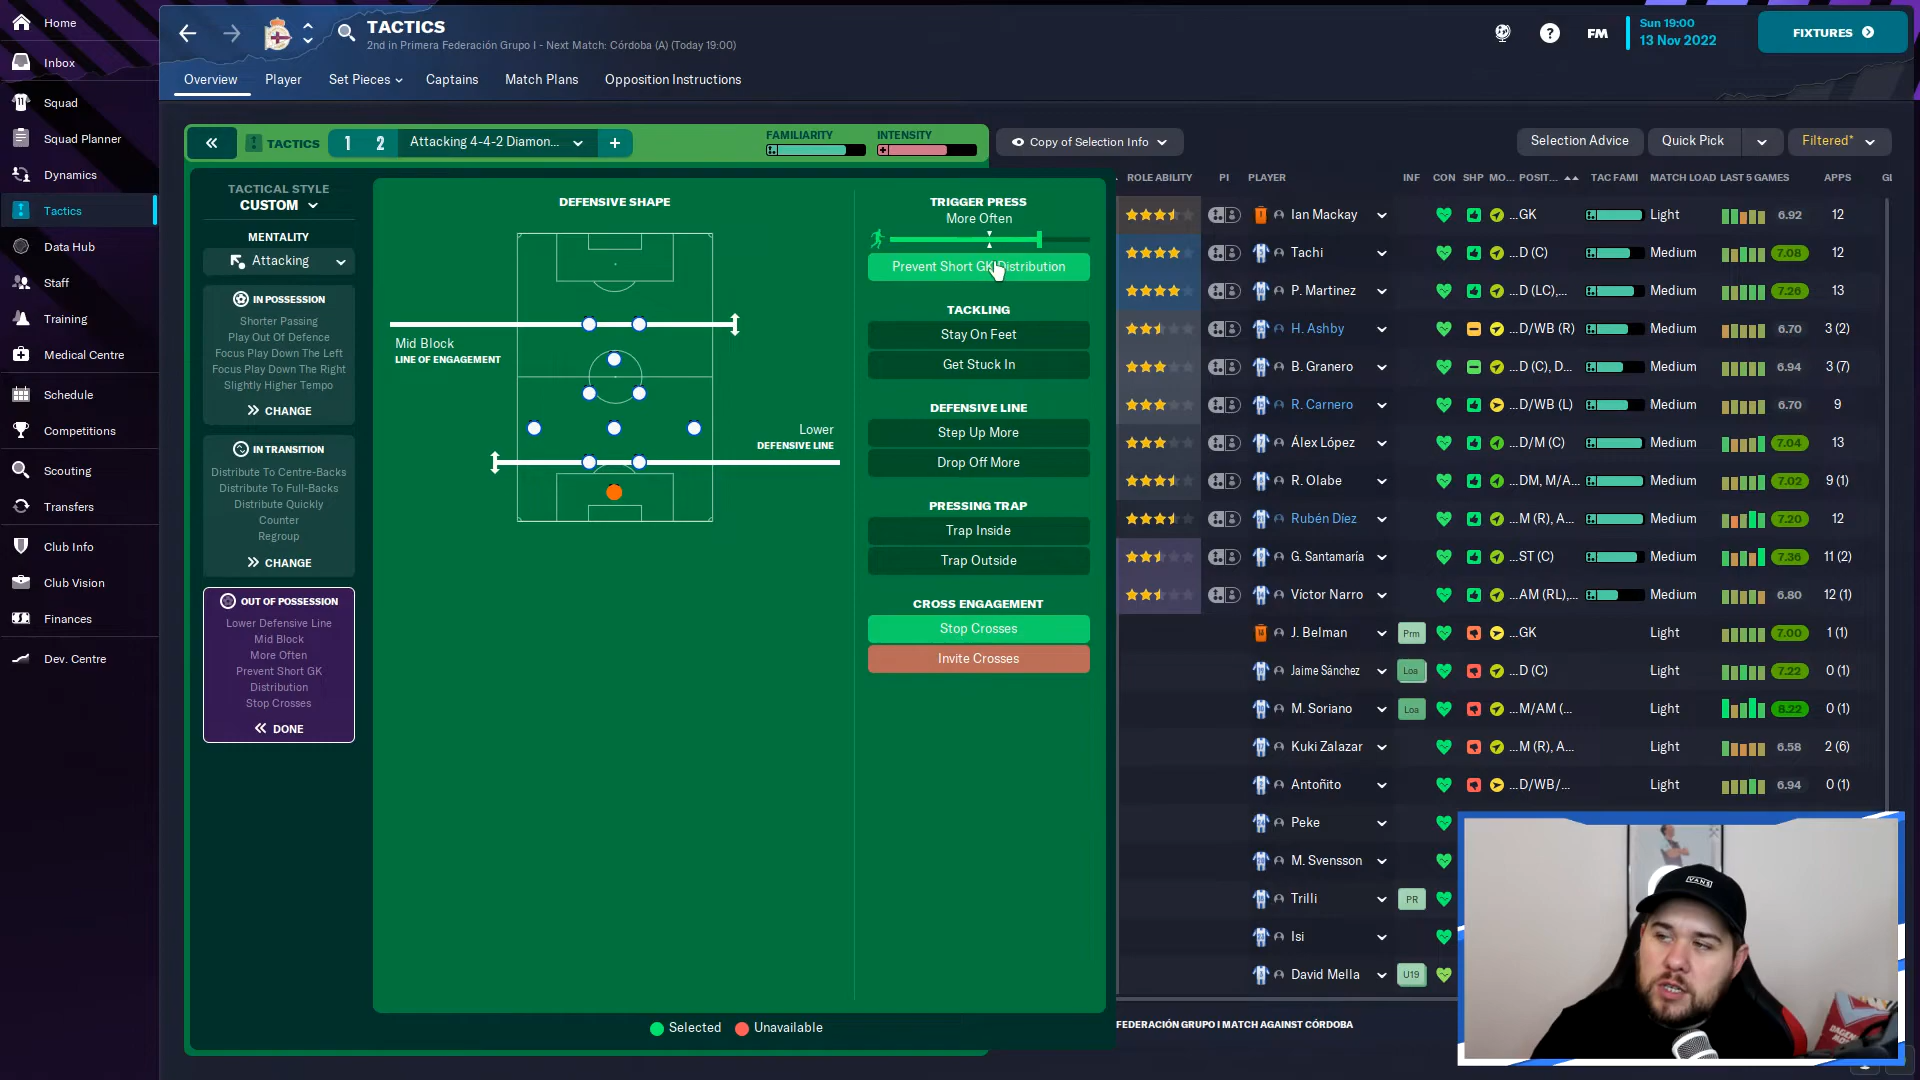 Home
Inbox
Squad
Squad Planner
Dynamics
Tactics
Data Hub
Staff
Training
Medical Centre
Schedule
Competitions
Scouting
Transfers
Club Info
Club Vision
Finances
Dev. Centre
TACTICS
2nd in Primera Federación Grupo I - Next Match: Córdoba (A) (Today 19:00)
FM
Sun 19:00
13 Nov 2022
FIXTURES
Overview
Player
Set Pieces
Captains
Match Plans
Opposition Instructions
TACTICS
1 2
Attacking 4-4-2 Diamon...
FAMILIARITY
INTENSITY
Copy of Selection Info
Selection Advice
Quick Pick
Filtered*
TACTICAL STYLE
CUSTOM
MENTALITY
Attacking
IN POSSESSION
Shorter Passing
Play Out Of Defence
Focus Play Down The Left
Focus Play Down The Right
Slightly Higher Tempo
CHANGE
IN TRANSITION
Distribute To Centre-Backs
Distribute To Full-Backs
Distribute Quickly
Counter
Regroup
CHANGE
OUT OF POSSESSION
Lower Defensive Line
Mid Block
More Often
Prevent Short GK
Distribution
Stop Crosses
DONE
DEFENSIVE SHAPE
Mid Block
LINE OF ENGAGEMENT
Lower
DEFENSIVE LINE
TRIGGER PRESS
More Often
Prevent Short GK Distribution
TACKLING
Stay On Feet
Get Stuck In
DEFENSIVE LINE
Step Up More
Drop Off More
PRESSING TRAP
Trap Inside
Trap Outside
CROSS ENGAGEMENT
Stop Crosses
Invite Crosses
Selected
Unavailable
ROLE ABILITY PI PLAYER INF CON SHP MO... POSIT... TAC FAMI MATCH LOAD LAST 5 GAMES APPS GI
Ian Mackay ...GK Light 6.92 12
Tachi ...D (C) Medium 7.08 12
P. Martinez ...D (LC),... Medium 7.26 13
H. Ashby ...D/WB (R) Medium 6.70 3 (2)
B. Granero ...D (C), D... Medium 6.94 3 (7)
R. Carnero ...D/WB (L) Medium 6.70 9
Álex López ...D/M (C) Medium 7.04 13
R. Olabe ...DM, M/A... Medium 7.02 9 (1)
Rubén Díez ...M (R), A... Medium 7.20 12
G. Santamaría ...ST (C) Medium 7.36 11 (2)
Víctor Narro ...AM (RL),... Medium 6.80 12 (1)
J. Belman Prm ...GK Light 7.00 1 (1)
Jaime Sánchez Loa ...D (C) Light 7.22 0 (1)
M. Soriano Loa ...M/AM (... Light 8.22 0 (1)
Kuki Zalazar ...M (R), A... Light 6.58 2 (6)
Antoñito ...D/WB/... Light 6.94 0 (1)
Peke
M. Svensson
Trilli PR
Isi
David Mella U19
FEDERACIÓN GRUPO I MATCH AGAINST CÓRDOBA
VANS